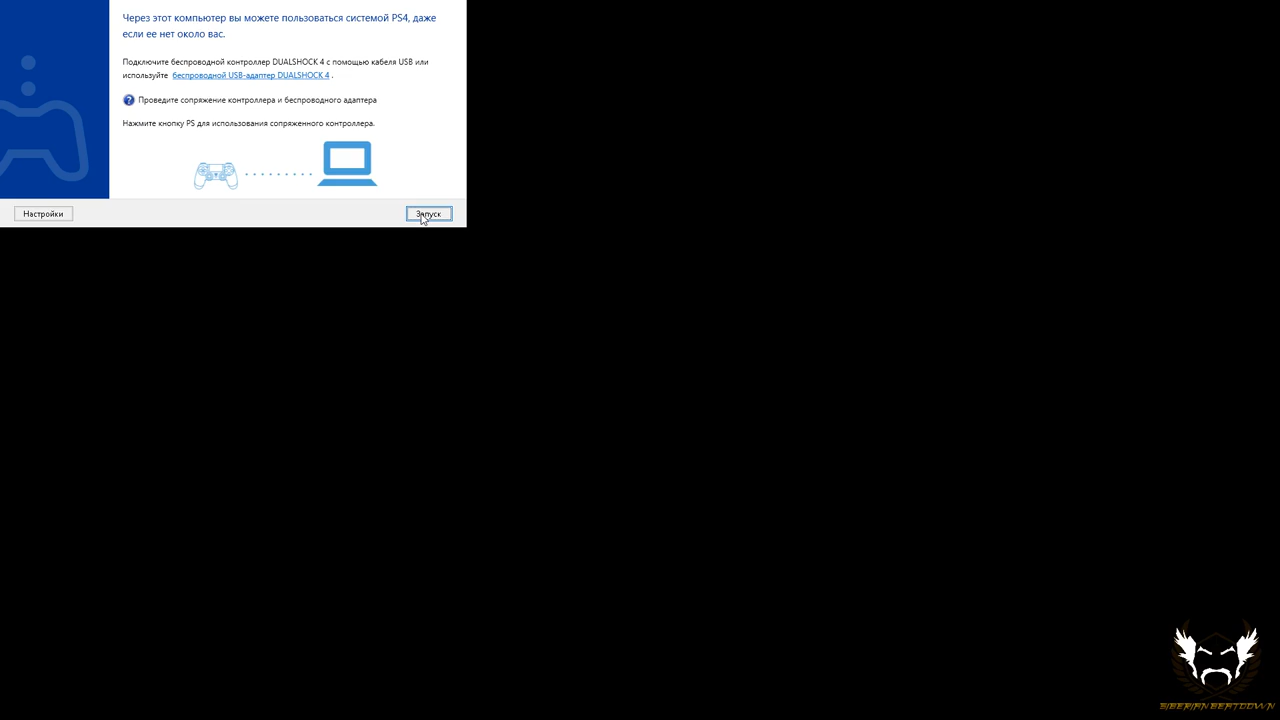 Через этот компьютер вы можете пользоваться системой PS4, даже
если ее нет около вас.
Подключите беспроводной контроллер DUALSHOCK 4 с помощью кабеля USB или
используйте беспроводной USB-адаптер DUALSHOCK 4 .
? Проведите сопряжение контроллера и беспроводного адаптера
Нажмите кнопку PS для использования сопряженного контроллера.
Настройки
Запуск
SIBERIAN BEATDOWN